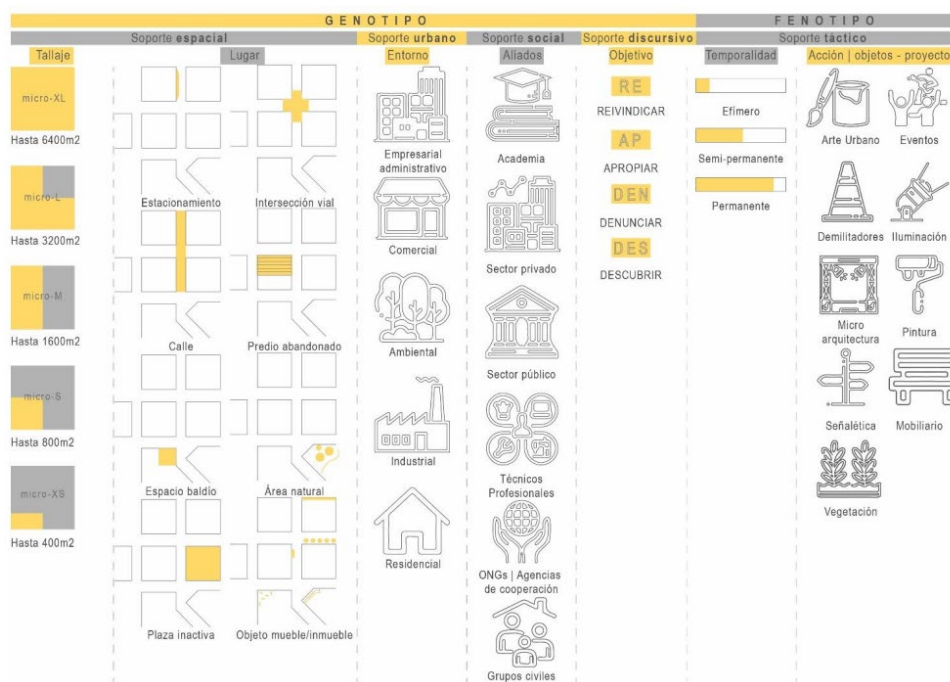 GENOTIPO
FENOTIPO
Soporte espacial
Soporte urbano
Soporte social
Soporte discursivo
Soporte táctico
Tallaje
Lugar
Entorno
Aliados
Objetivo
Temporalidad
Acción | objetos - proyecto
micro-XL
Hasta 6400m2
micro-L
Hasta 3200m2
micro-M
Hasta 1600m2
micro-S
Hasta 800m2
micro-XS
Hasta 400m2
Estacionamiento
Intersección vial
Calle
Predio abandonado
Espacio baldío
Área natural
Plaza inactiva
Objeto mueble/inmueble
Empresarial
administrativo
Comercial
Ambiental
Industrial
Residencial
Academia
Sector privado
Sector público
Técnicos
Profesionales
ONGs | Agencias
de cooperación
Grupos civiles
RE
REIVINDICAR
AP
APROPIAR
DEN
DENUNCIAR
DES
DESCUBRIR
Efímero
Semi-permanente
Permanente
Arte Urbano
Eventos
Demilitadores
Iluminación
Micro
arquitectura
Pintura
Señalética
Mobiliario
Vegetación